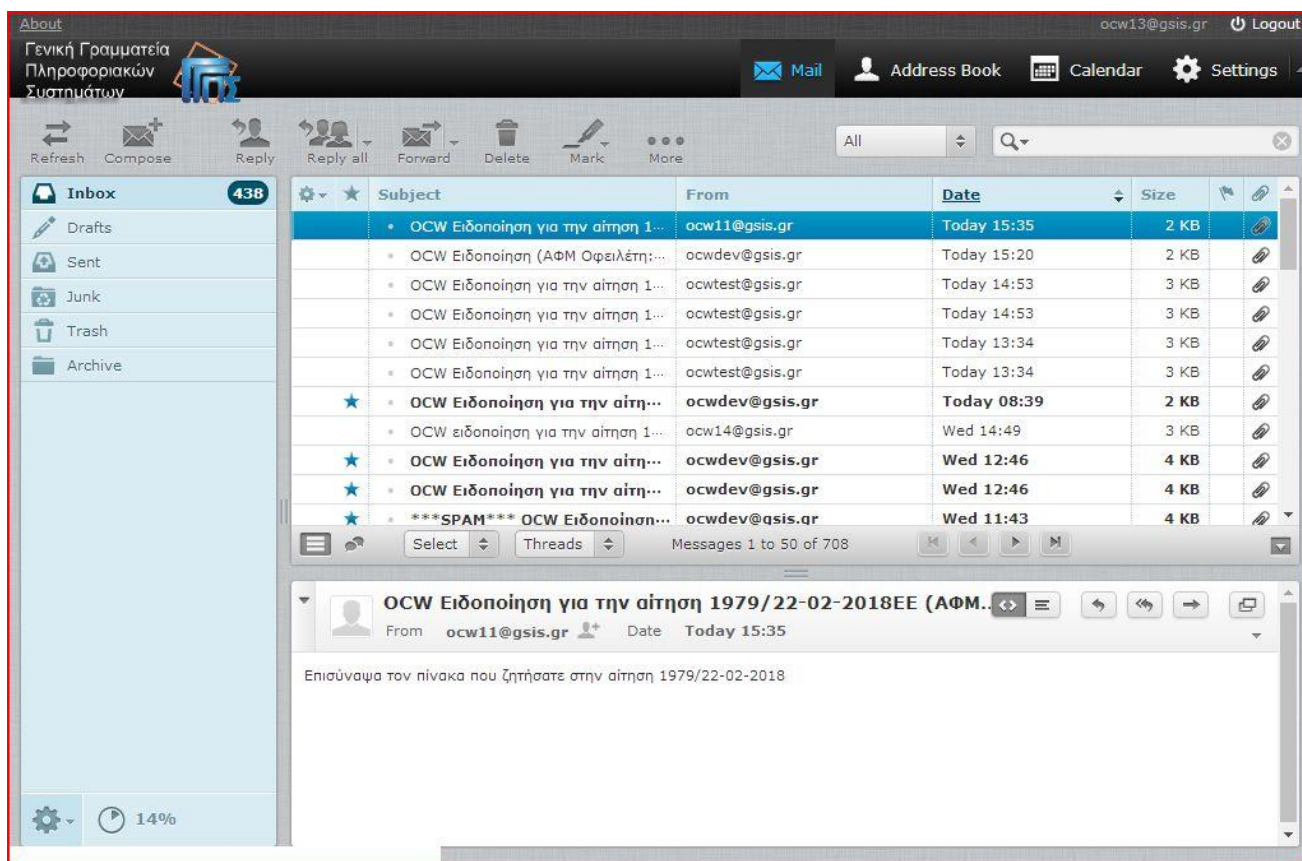 About ocw13@gsis.gr Logout
Γενική Γραμματεία
Πληροφοριακών
Συστημάτων
Mail Address Book Calendar Settings
Refresh Compose Reply Reply all Forward Delete Mark More All
Inbox 438
Drafts
Sent
Junk
Trash
Archive
Subject From Date Size
OCW Ειδοποίηση για την αίτηση 1... ocw11@gsis.gr Today 15:35 2 KB
OCW Ειδοποίηση (ΑΦΜ Οφειλέτη:... ocwdev@gsis.gr Today 15:20 2 KB
OCW Ειδοποίηση για την αίτηση 1... ocwtest@gsis.gr Today 14:53 3 KB
OCW Ειδοποίηση για την αίτηση 1... ocwtest@gsis.gr Today 14:53 3 KB
OCW Ειδοποίηση για την αίτηση 1... ocwtest@gsis.gr Today 13:34 3 KB
OCW Ειδοποίηση για την αίτηση 1... ocwtest@gsis.gr Today 13:34 3 KB
OCW Ειδοποίηση για την αίτη... ocwdev@gsis.gr Today 08:39 2 KB
OCW ειδοποίηση για την αίτηση 1... ocw14@gsis.gr Wed 14:49 3 KB
OCW Ειδοποίηση για την αίτη... ocwdev@gsis.gr Wed 12:46 4 KB
OCW Ειδοποίηση για την αίτη... ocwdev@gsis.gr Wed 12:46 4 KB
***SPAM*** OCW Ειδοποίηση... ocwdev@gsis.gr Wed 11:43 4 KB
Select Threads Messages 1 to 50 of 708
OCW Ειδοποίηση για την αίτηση 1979/22-02-2018ΕΕ (ΑΦΜ..
From ocw11@gsis.gr Date Today 15:35
Επισύναψα τον πίνακα που ζητήσατε στην αίτηση 1979/22-02-2018
14%